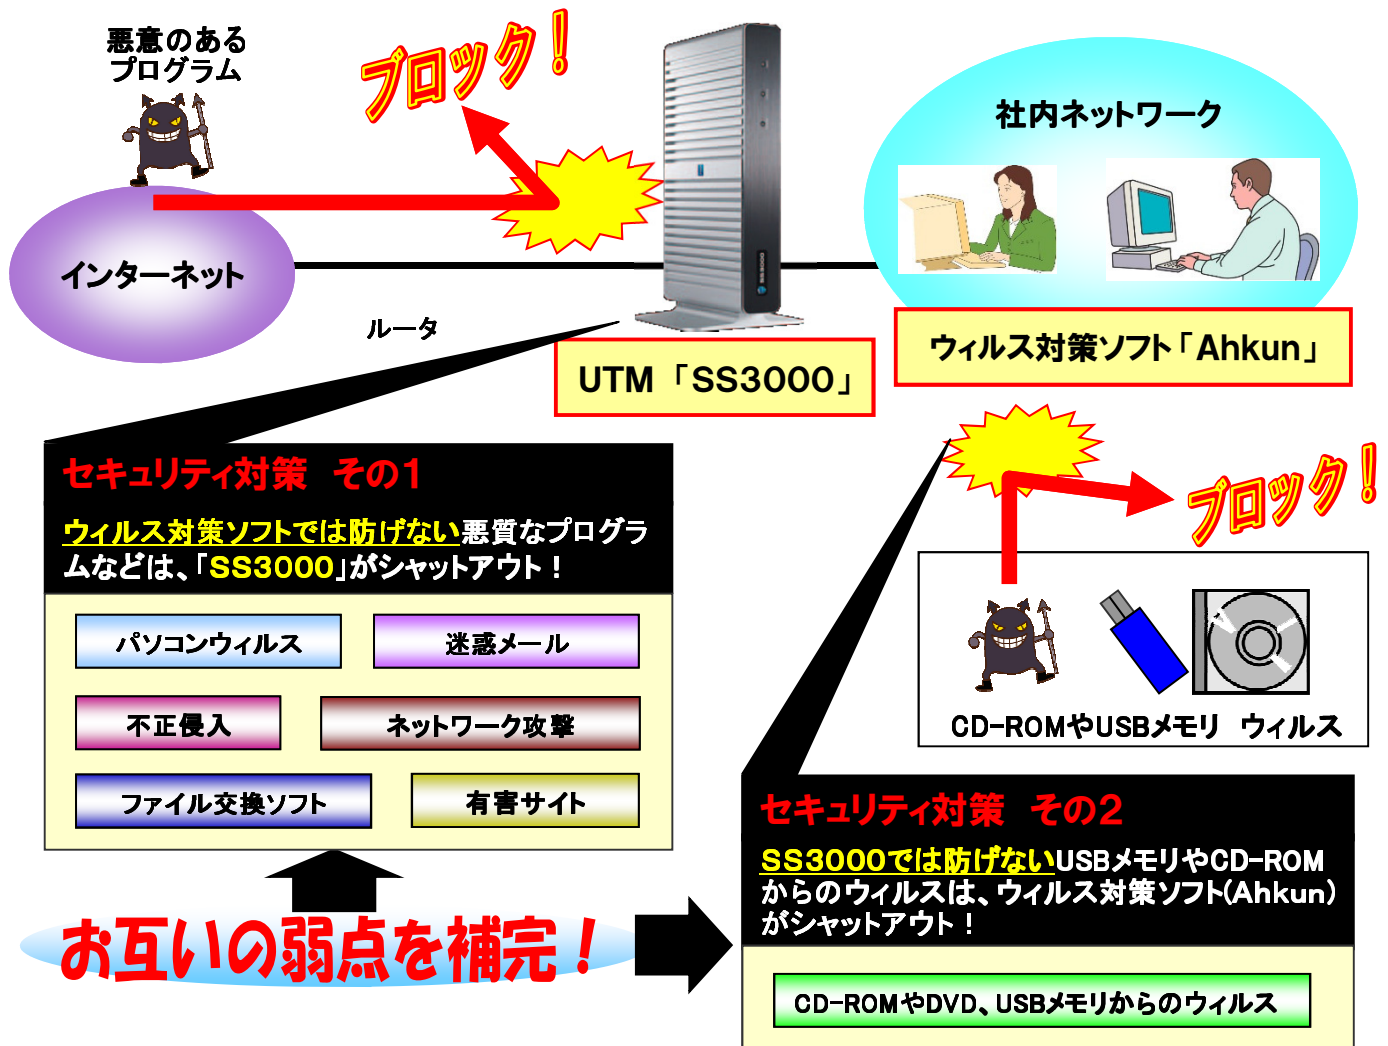 悪意のある
プログラム
ブロック！
社内ネットワーク
インターネット
ルータ
UTM「SS3000」
ウィルス対策ソフト「Ahkun」
セキュリティ対策　その1
ウィルス対策ソフトでは防げない悪質なプログラ
ムなどは、「SS3000」がシャットアウト！
パソコンウィルス
迷惑メール
不正侵入
ネットワーク攻撃
ファイル交換ソフト
有害サイト
ブロック！
CD-ROMやUSBメモリ　ウィルス
お互いの弱点を補完！
セキュリティ対策　その2
SS3000では防げないUSBメモリやCD-ROM
からのウィルスは、ウィルス対策ソフト(Ahkun)
がシャットアウト！
CD-ROMやDVD、USBメモリからのウィルス